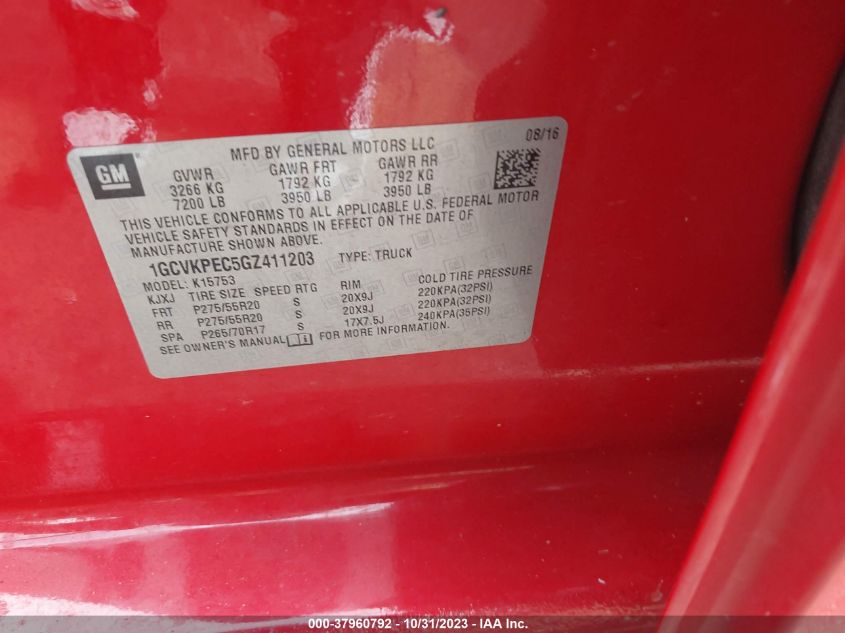 08/16
GM
MFD BY GENERAL MOTORS LLC
GVWR GAWR FRT GAWR RR
3266 KG 1792 KG 1792 KG
7200 LB 3950 LB 3950 LB
THIS VEHICLE CONFORMS TO ALL APPLICABLE U.S. FEDERAL MOTOR
VEHICLE SAFETY STANDARDS IN EFFECT ON THE DATE OF
MANUFACTURE SHOWN ABOVE.
1GCVKPEC5GZ411203 TYPE: TRUCK
MODEL: K15753
KJXJ TIRE SIZE SPEED RTG RIM COLD TIRE PRESSURE
FRT P275/55R20 S 20X9J 220KPA(32PSI)
RR P275/55R20 S 20X9J 220KPA(32PSI)
SPA P265/70R17 S 17X7.5J 240KPA(35PSI)
SEE OWNER'S MANUAL FOR MORE INFORMATION.
000-37960792 - 10/31/2023 - IAA Inc.